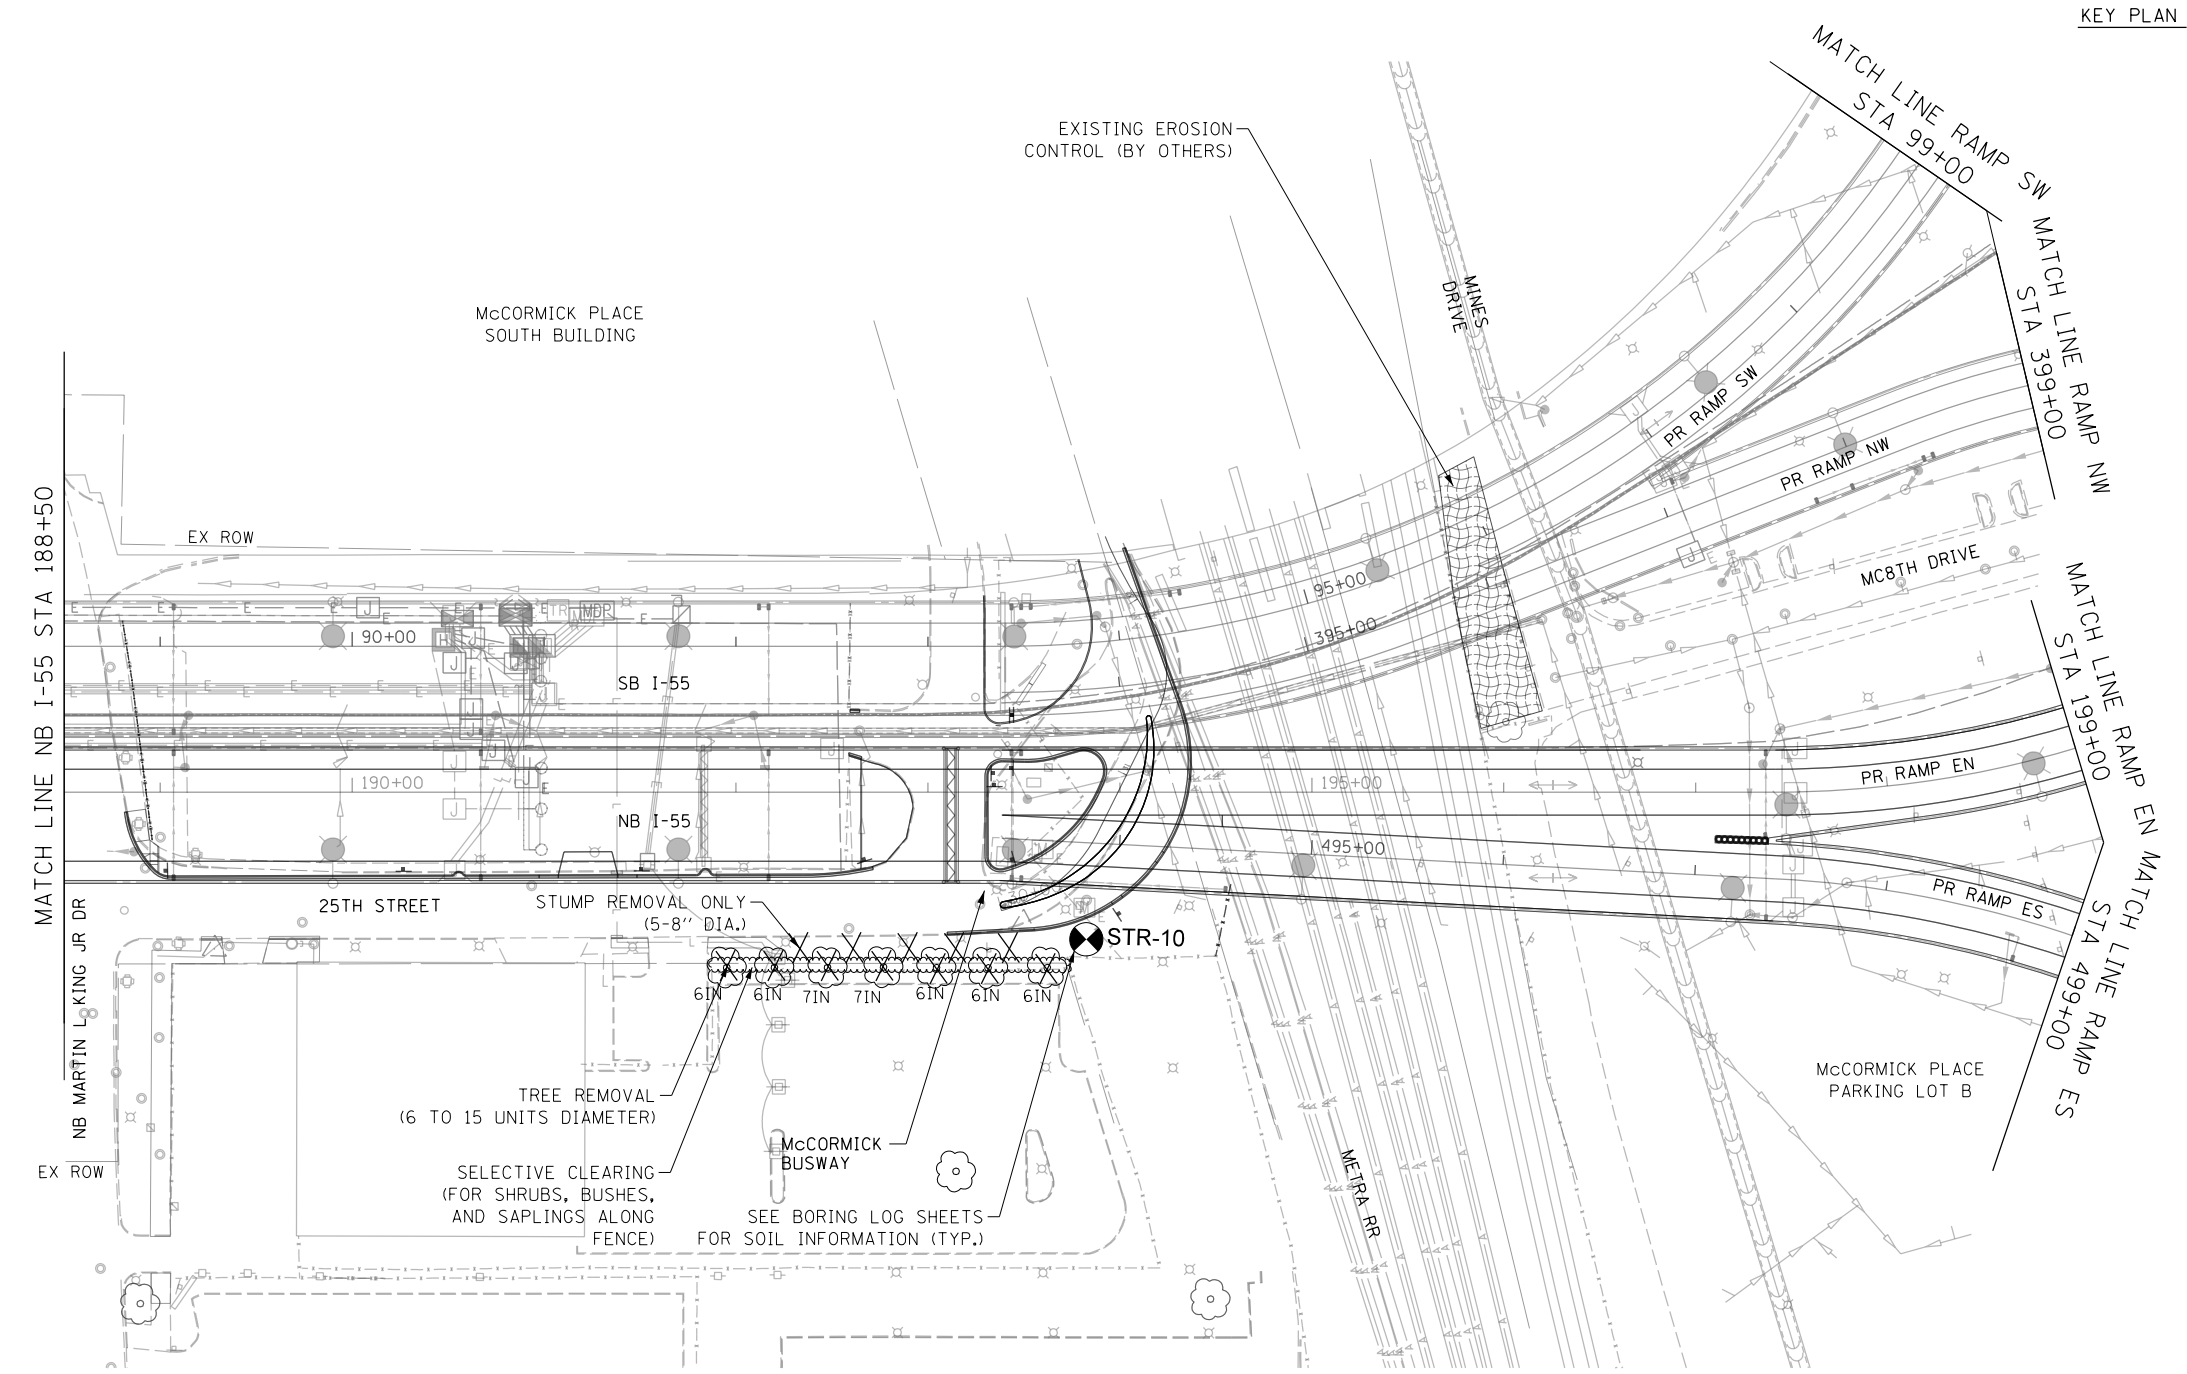 KEY PLAN
MATCH LINE RAMP SW
STA 99+00
EXISTING EROSION
CONTROL (BY OTHERS)
MATCH LINE RAMP NW
STA 399+00
MINES
DRIVE
McCORMICK PLACE
SOUTH BUILDING
PR RAMP SW
PR RAMP NW
EX ROW
MC8TH DRIVE
MATCH LINE NB I-55 STA 188+50
E
E
E
J
E
E
TR
MDP
E
95+00
90+00
395+00
H
J
J
J
SB I-55
E
E
E
E
E
J
J
J
J
MATCH LINE RAMP EN
STA 199+00
190+00
195+00
PR RAMP EN
J
J
NB I-55
495+00
PR RAMP ES
MATCH LINE RAMP ES
STA 499+00
25TH STREET
STUMP REMOVAL ONLY
(5-8" DIA.)
STR-10
6IN
6IN
7IN
7IN
6IN
6IN
6IN
NB MARTIN L KING JR DR
McCORMICK PLACE
PARKING LOT B
TREE REMOVAL
(6 TO 15 UNITS DIAMETER)
McCORMICK
BUSWAY
EX ROW
SELECTIVE CLEARING
(FOR SHRUBS, BUSHES,
AND SAPLINGS ALONG
FENCE)
SEE BORING LOG SHEETS
FOR SOIL INFORMATION (TYP.)
METRA RR